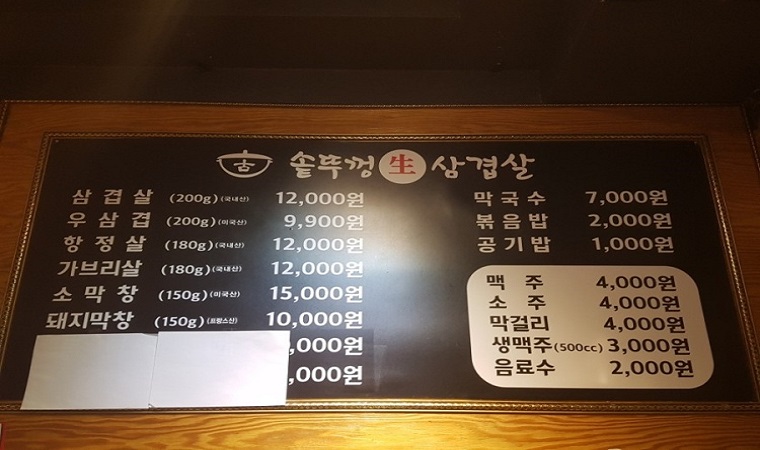 古 솥뚜껑 生 삼겹살
삼겹살 (200g)(국내산) 12,000원
우삼겹 (200g)(미국산) 9,900원
항정살 (180g)(국내산) 12,000원
가브리살 (180g)(국내산) 12,000원
소막창 (150g)(미국산) 15,000원
돼지막창 (150g)(프랑스산) 10,000원
,000원
,000원
막국수 7,000원
볶음밥 2,000원
공기밥 1,000원
맥주 4,000원
소주 4,000원
막걸리 4,000원
생맥주(500cc) 3,000원
음료수 2,000원